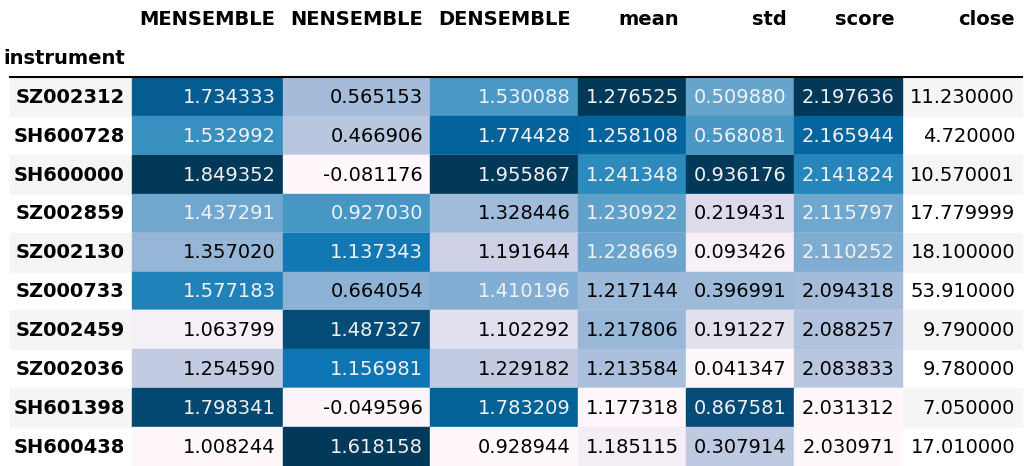 MENSEMBLE NENSEMBLE DENSEMBLE mean std score close
instrument
SZ002312 1.734333 0.565153 1.530088 1.276525 0.509880 2.197636 11.230000
SH600728 1.532992 0.466906 1.774428 1.258108 0.568081 2.165944 4.720000
SH600000 1.849352 -0.081176 1.955867 1.241348 0.936176 2.141824 10.570001
SZ002859 1.437291 0.927030 1.328446 1.230922 0.219431 2.115797 17.779999
SZ002130 1.357020 1.137343 1.191644 1.228669 0.093426 2.110252 18.100000
SZ000733 1.577183 0.664054 1.410196 1.217144 0.396991 2.094318 53.910000
SZ002459 1.063799 1.487327 1.102292 1.217806 0.191227 2.088257 9.790000
SZ002036 1.254590 1.156981 1.229182 1.213584 0.041347 2.083833 9.780000
SH601398 1.798341 -0.049596 1.783209 1.177318 0.867581 2.031312 7.050000
SH600438 1.008244 1.618158 0.928944 1.185115 0.307914 2.030971 17.010000